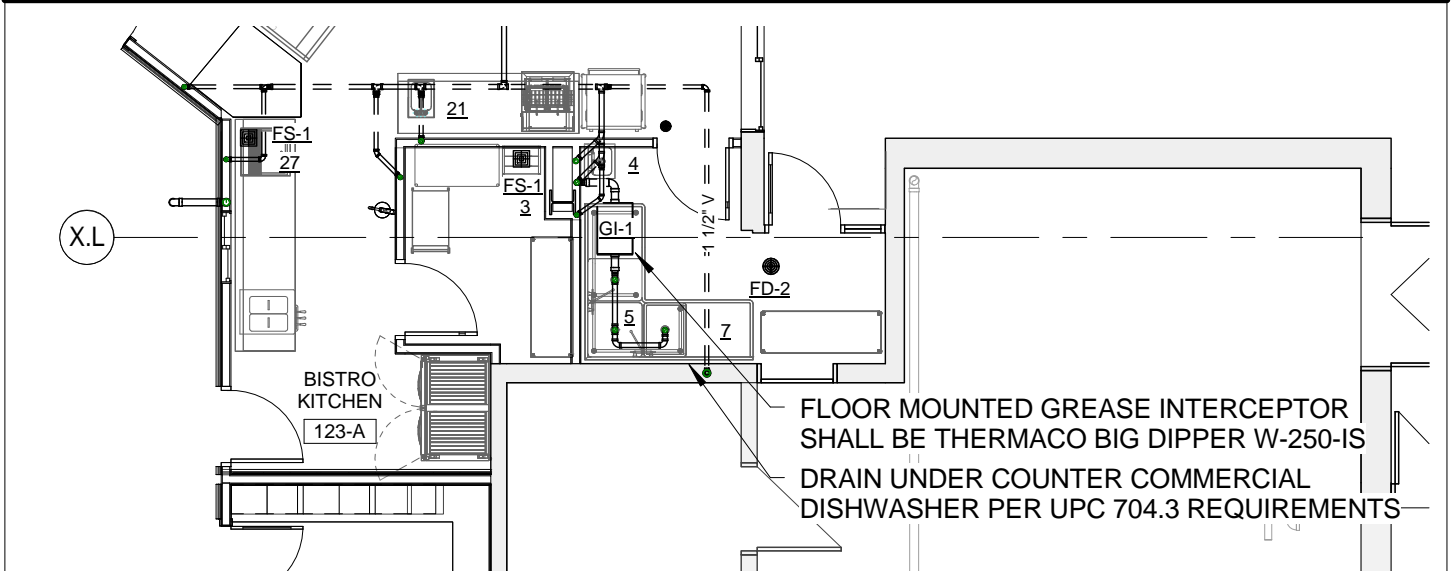 21
FS-1
27
4
FS-1
3
X.L
GI-1
1 1/2" V
FD-2
5
7
BISTRO
KITCHEN
123-A
FLOOR MOUNTED GREASE INTERCEPTOR
SHALL BE THERMACO BIG DIPPER W-250-IS
DRAIN UNDER COUNTER COMMERCIAL
DISHWASHER PER UPC 704.3 REQUIREMENTS